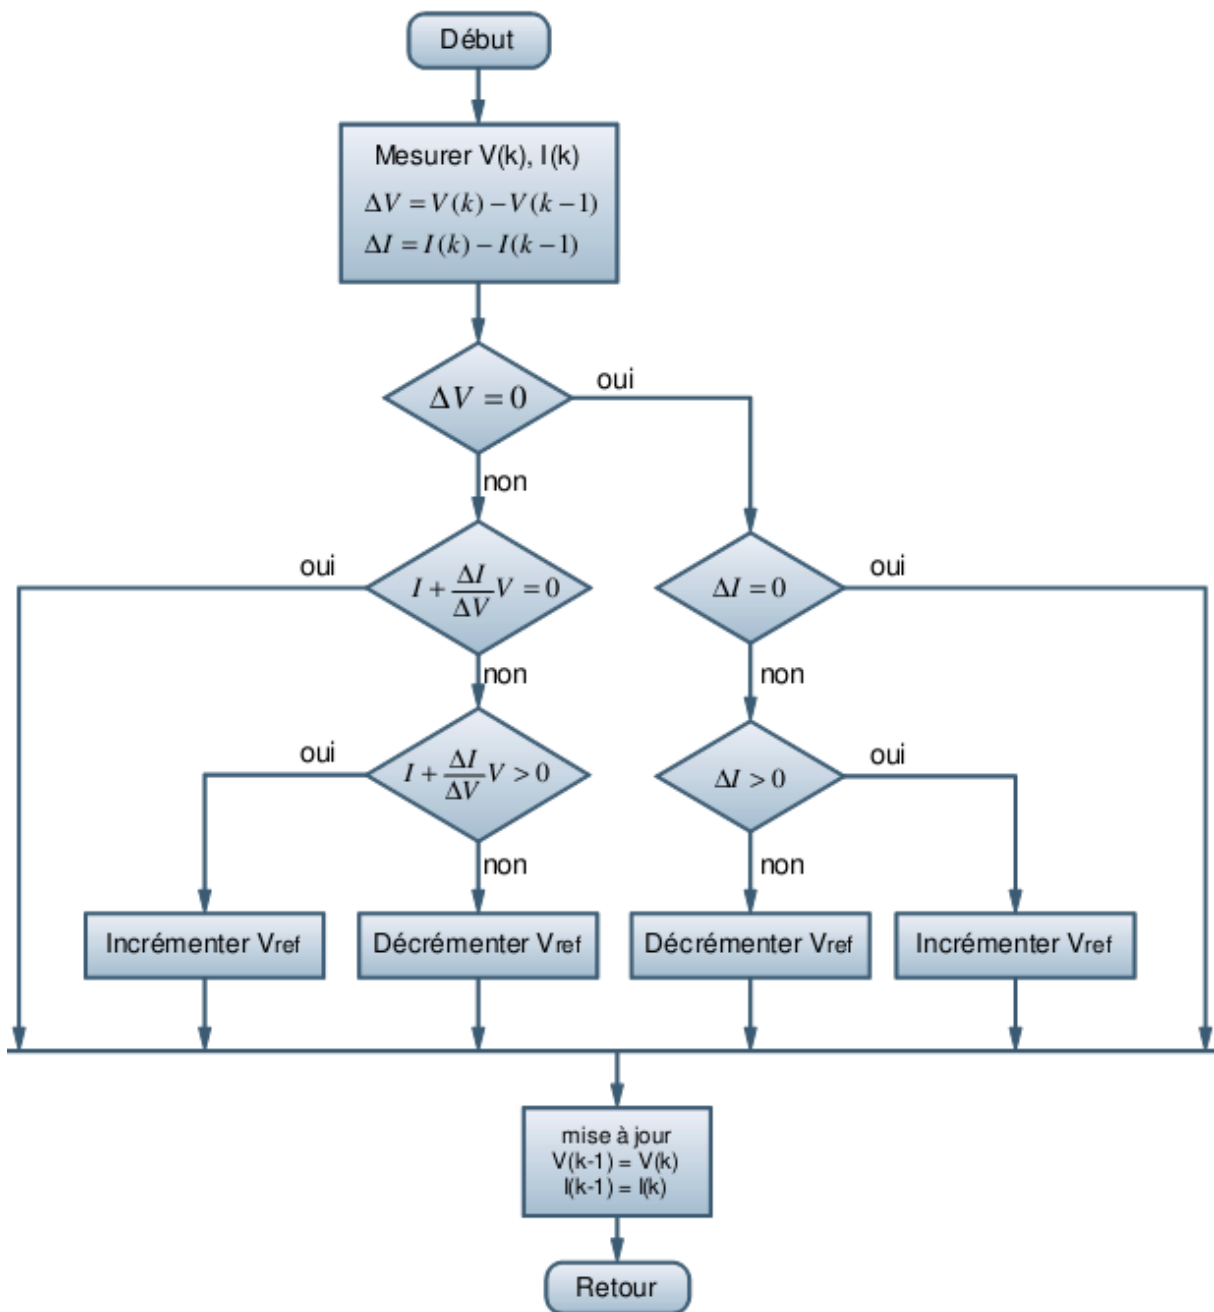 Début
Mesurer V(k), I(k)
ΔV = V(k) − V(k − 1)
ΔI = I(k) − I(k − 1)
ΔV = 0
oui
non
I + ΔI/ΔV V = 0
oui
non
ΔI = 0
oui
non
I + ΔI/ΔV V > 0
oui
non
ΔI > 0
oui
non
Incrémenter Vref
Décrémenter Vref
Décrémenter Vref
Incrémenter Vref
mise à jour
V(k-1) = V(k)
I(k-1) = I(k)
Retour